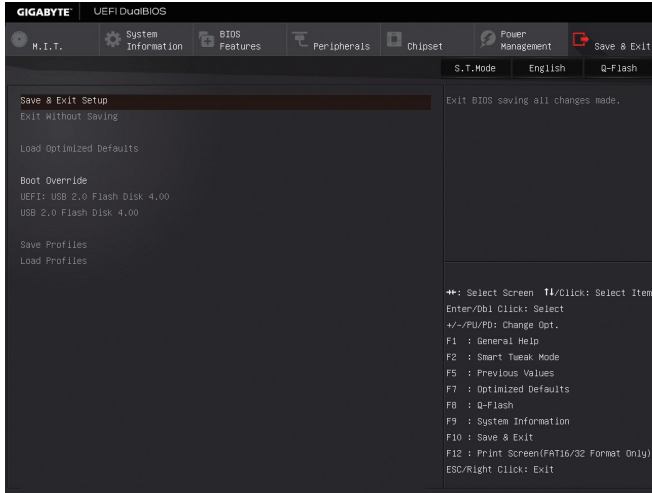 GIGABYTE™ UEFI DualBIOS
M.I.T.
System Information
BIOS Features
Peripherals
Chipset
Power Management
Save & Exit
S.T.Mode English Q-Flash
Save & Exit Setup
Exit Without Saving
Load Optimized Defaults
Boot Override
UEFI: USB 2.0 Flash Disk 4.00
USB 2.0 Flash Disk 4.00
Save Profiles
Load Profiles
Exit BIOS saving all changes made.
→←: Select Screen ↑↓/Click: Select Item
Enter/Dbl Click: Select
+/-/PU/PD: Change Opt.
F1 : General Help
F2 : Smart Tweak Mode
F5 : Previous Values
F7 : Optimized Defaults
F8 : Q-Flash
F9 : System Information
F10 : Save & Exit
F12 : Print Screen(FAT16/32 Format Only)
ESC/Right Click: Exit